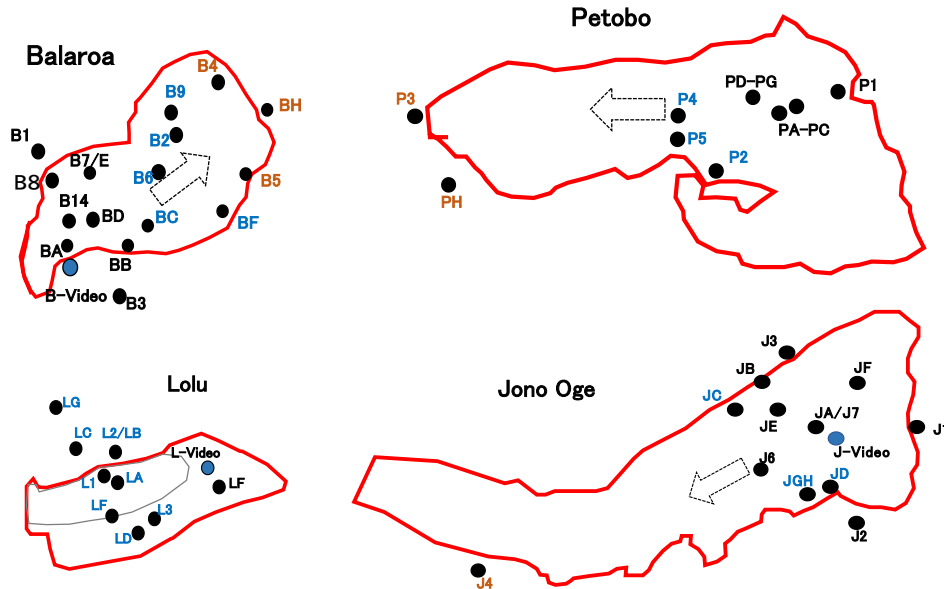 Balaroa
B4
B9
BH
B2
B1
B7/E
B8
B6
B5
B14
BD
BC
BF
BA
BB
B-Video
B3
Petobo
PD-PG
P1
P3
P4
PA-PC
P5
P2
PH
Lolu
LG
LC
L2/LB
L-Video
L1
LA
LF
LF
L3
LD
Jono Oge
J3
JB
JF
JC
JE
JA/J7
J1
J-Video
J6
JGH
JD
J2
J4